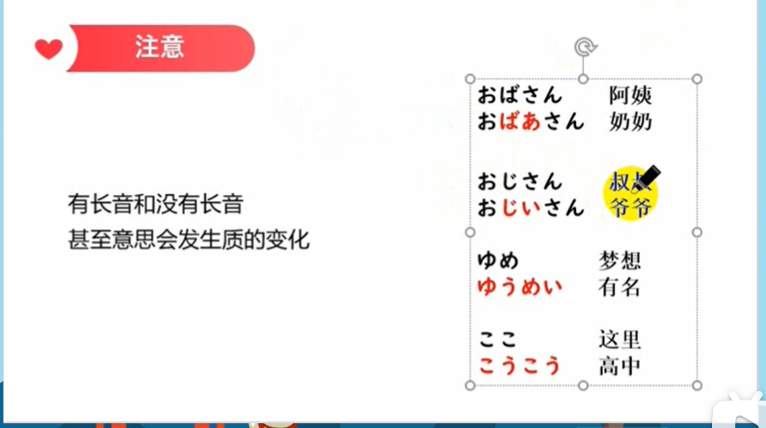 注意
有长音和没有长音
甚至意思会发生质的变化
おばさん 阿姨
おばあさん 奶奶
おじさん 叔叔
おじいさん 爷爷
ゆめ 梦想
ゆうめい 有名
ここ 这里
こうこう 高中